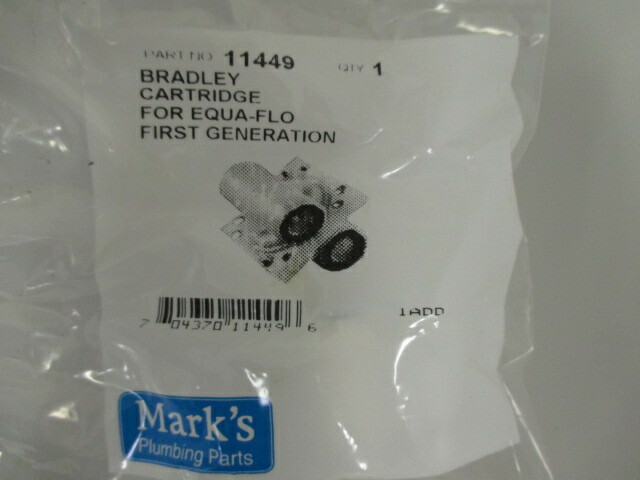 PART NO 11449 QTY 1
BRADLEY
CARTRIDGE
FOR EQUA-FLO
FIRST GENERATION
7 04370 11449 6
1ADD
Mark's
Plumbing Parts